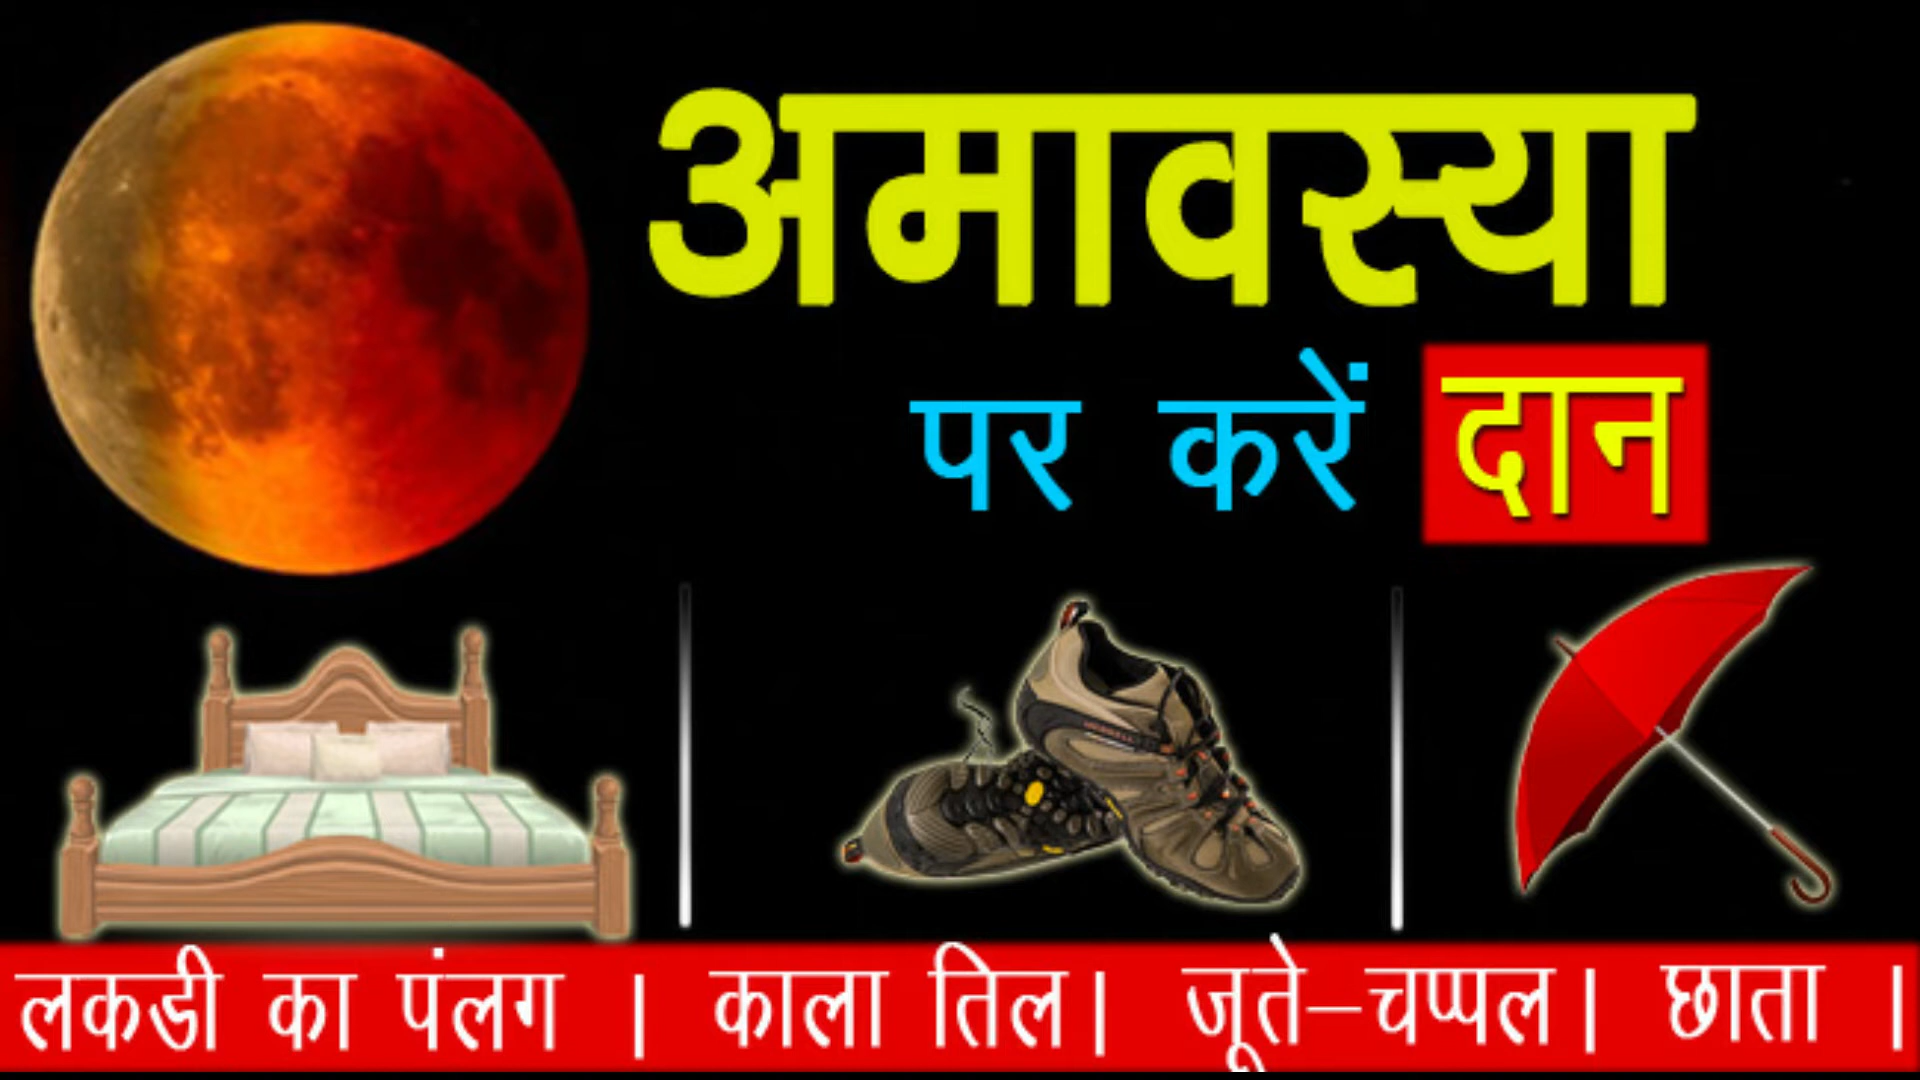 अमावस्या
पर करें दान
लकडी का पंलग । काला तिल। जूते-चप्पल। छाता ।